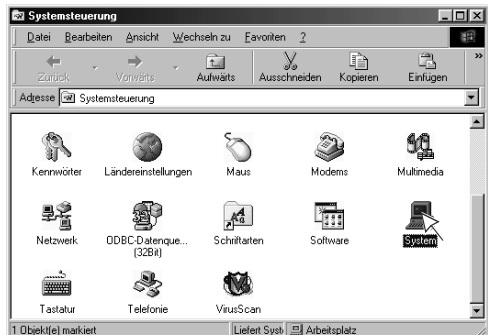 Systemsteuerung
Datei Bearbeiten Ansicht Wechseln zu Favoriten ?
Zurück Vorwärts Aufwärts Ausschneiden Kopieren Einfügen »
Adresse Systemsteuerung
Kennwörter Ländereinstellungen Maus Modems Multimedia
Netzwerk ODBC-Datenque... Schriftarten Software System
(32Bit)
Tastatur Telefonie VirusScan
1 Objekt(e) markiert Liefert Syst Arbeitsplatz